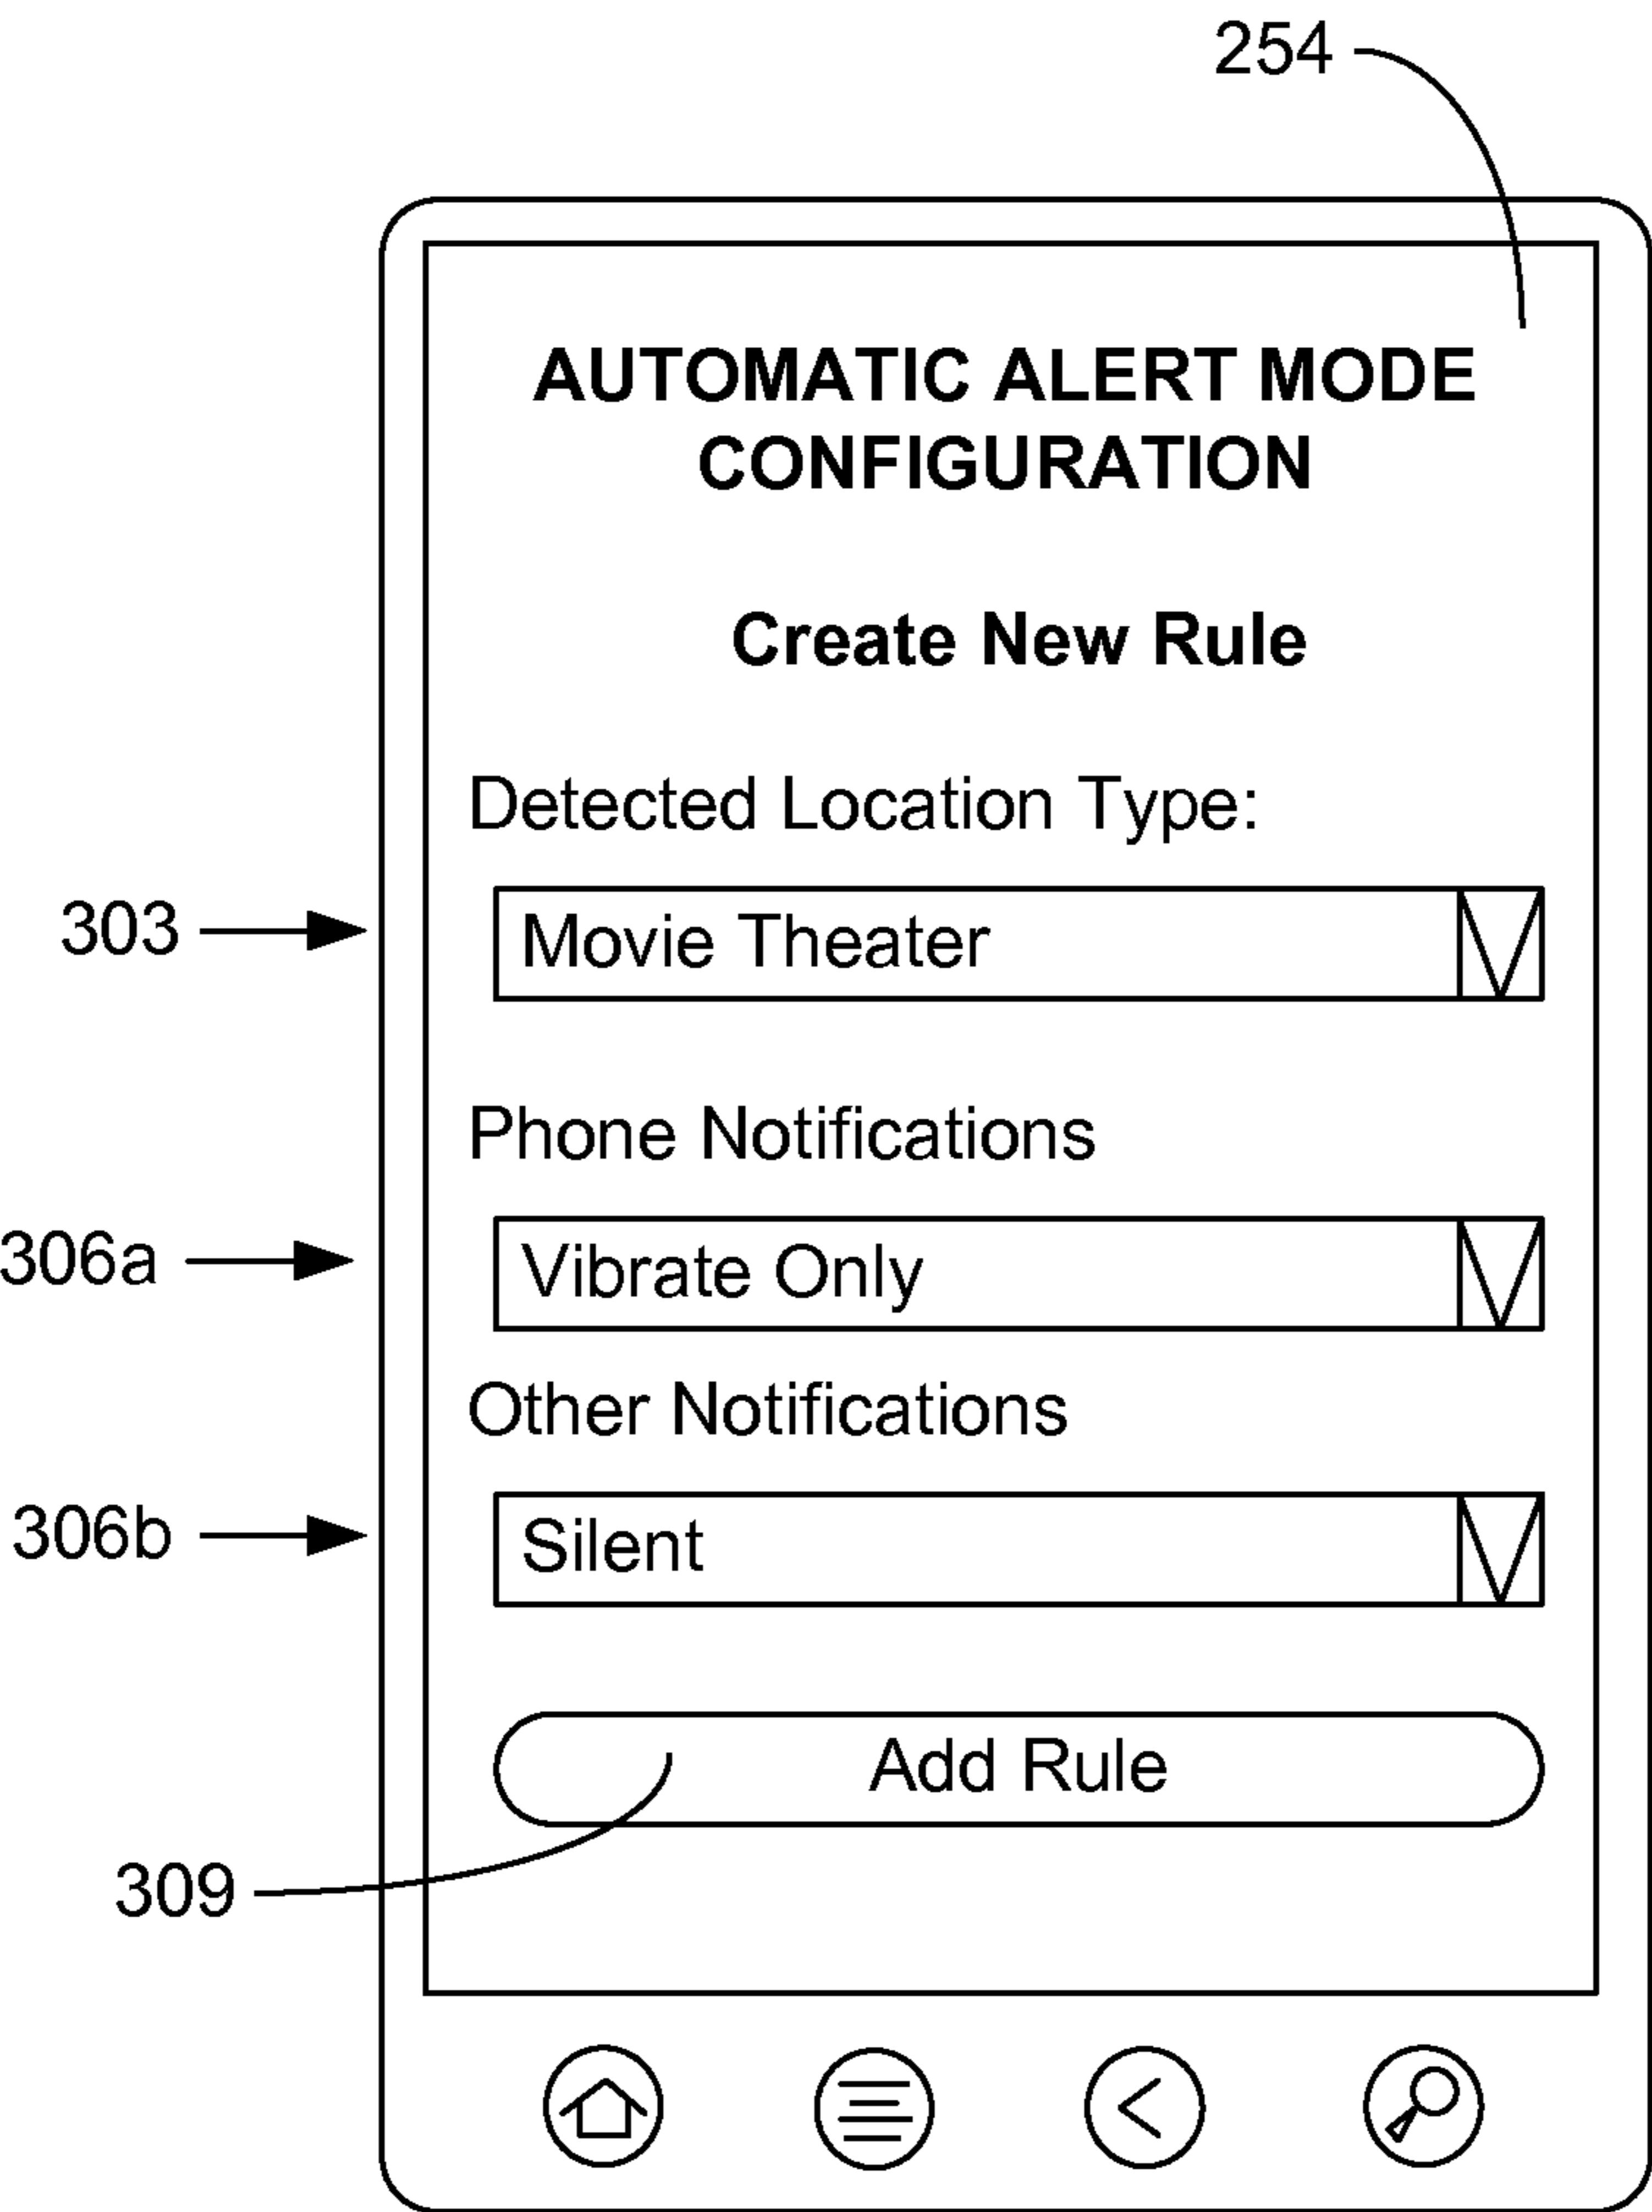 254
AUTOMATIC ALERT MODE
CONFIGURATION
Create New Rule
Detected Location Type:
303
Movie Theater
Phone Notifications
306a
Vibrate Only
Other Notifications
306b
Silent
Add Rule
309